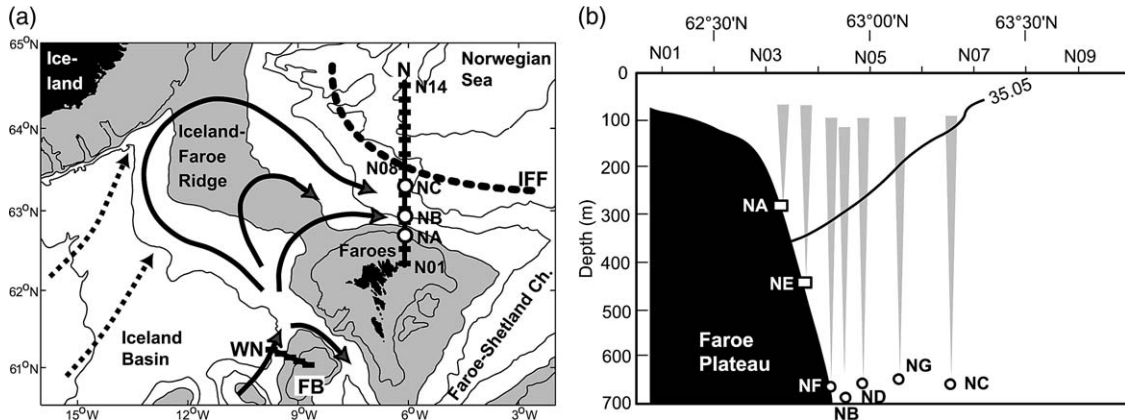 (a)
65°N
64°N
63°N
62°N
61°N
15°W
12°W
9°W
6°W
3°W
Ice-
land
Norwegian
Sea
N
N14
Iceland-
Faroe
Ridge
N08
IFF
NC
NB
NA
Faroes
N01
Iceland
Basin
WN
FB
Faroe-Shetland Ch.
(b)
62°30'N
63°00'N
63°30'N
N01
N03
N05
N07
N09
0
100
200
300
400
500
600
700
Depth (m)
35.05
NA
NE
Faroe
Plateau
NF
NB
ND
NG
NC